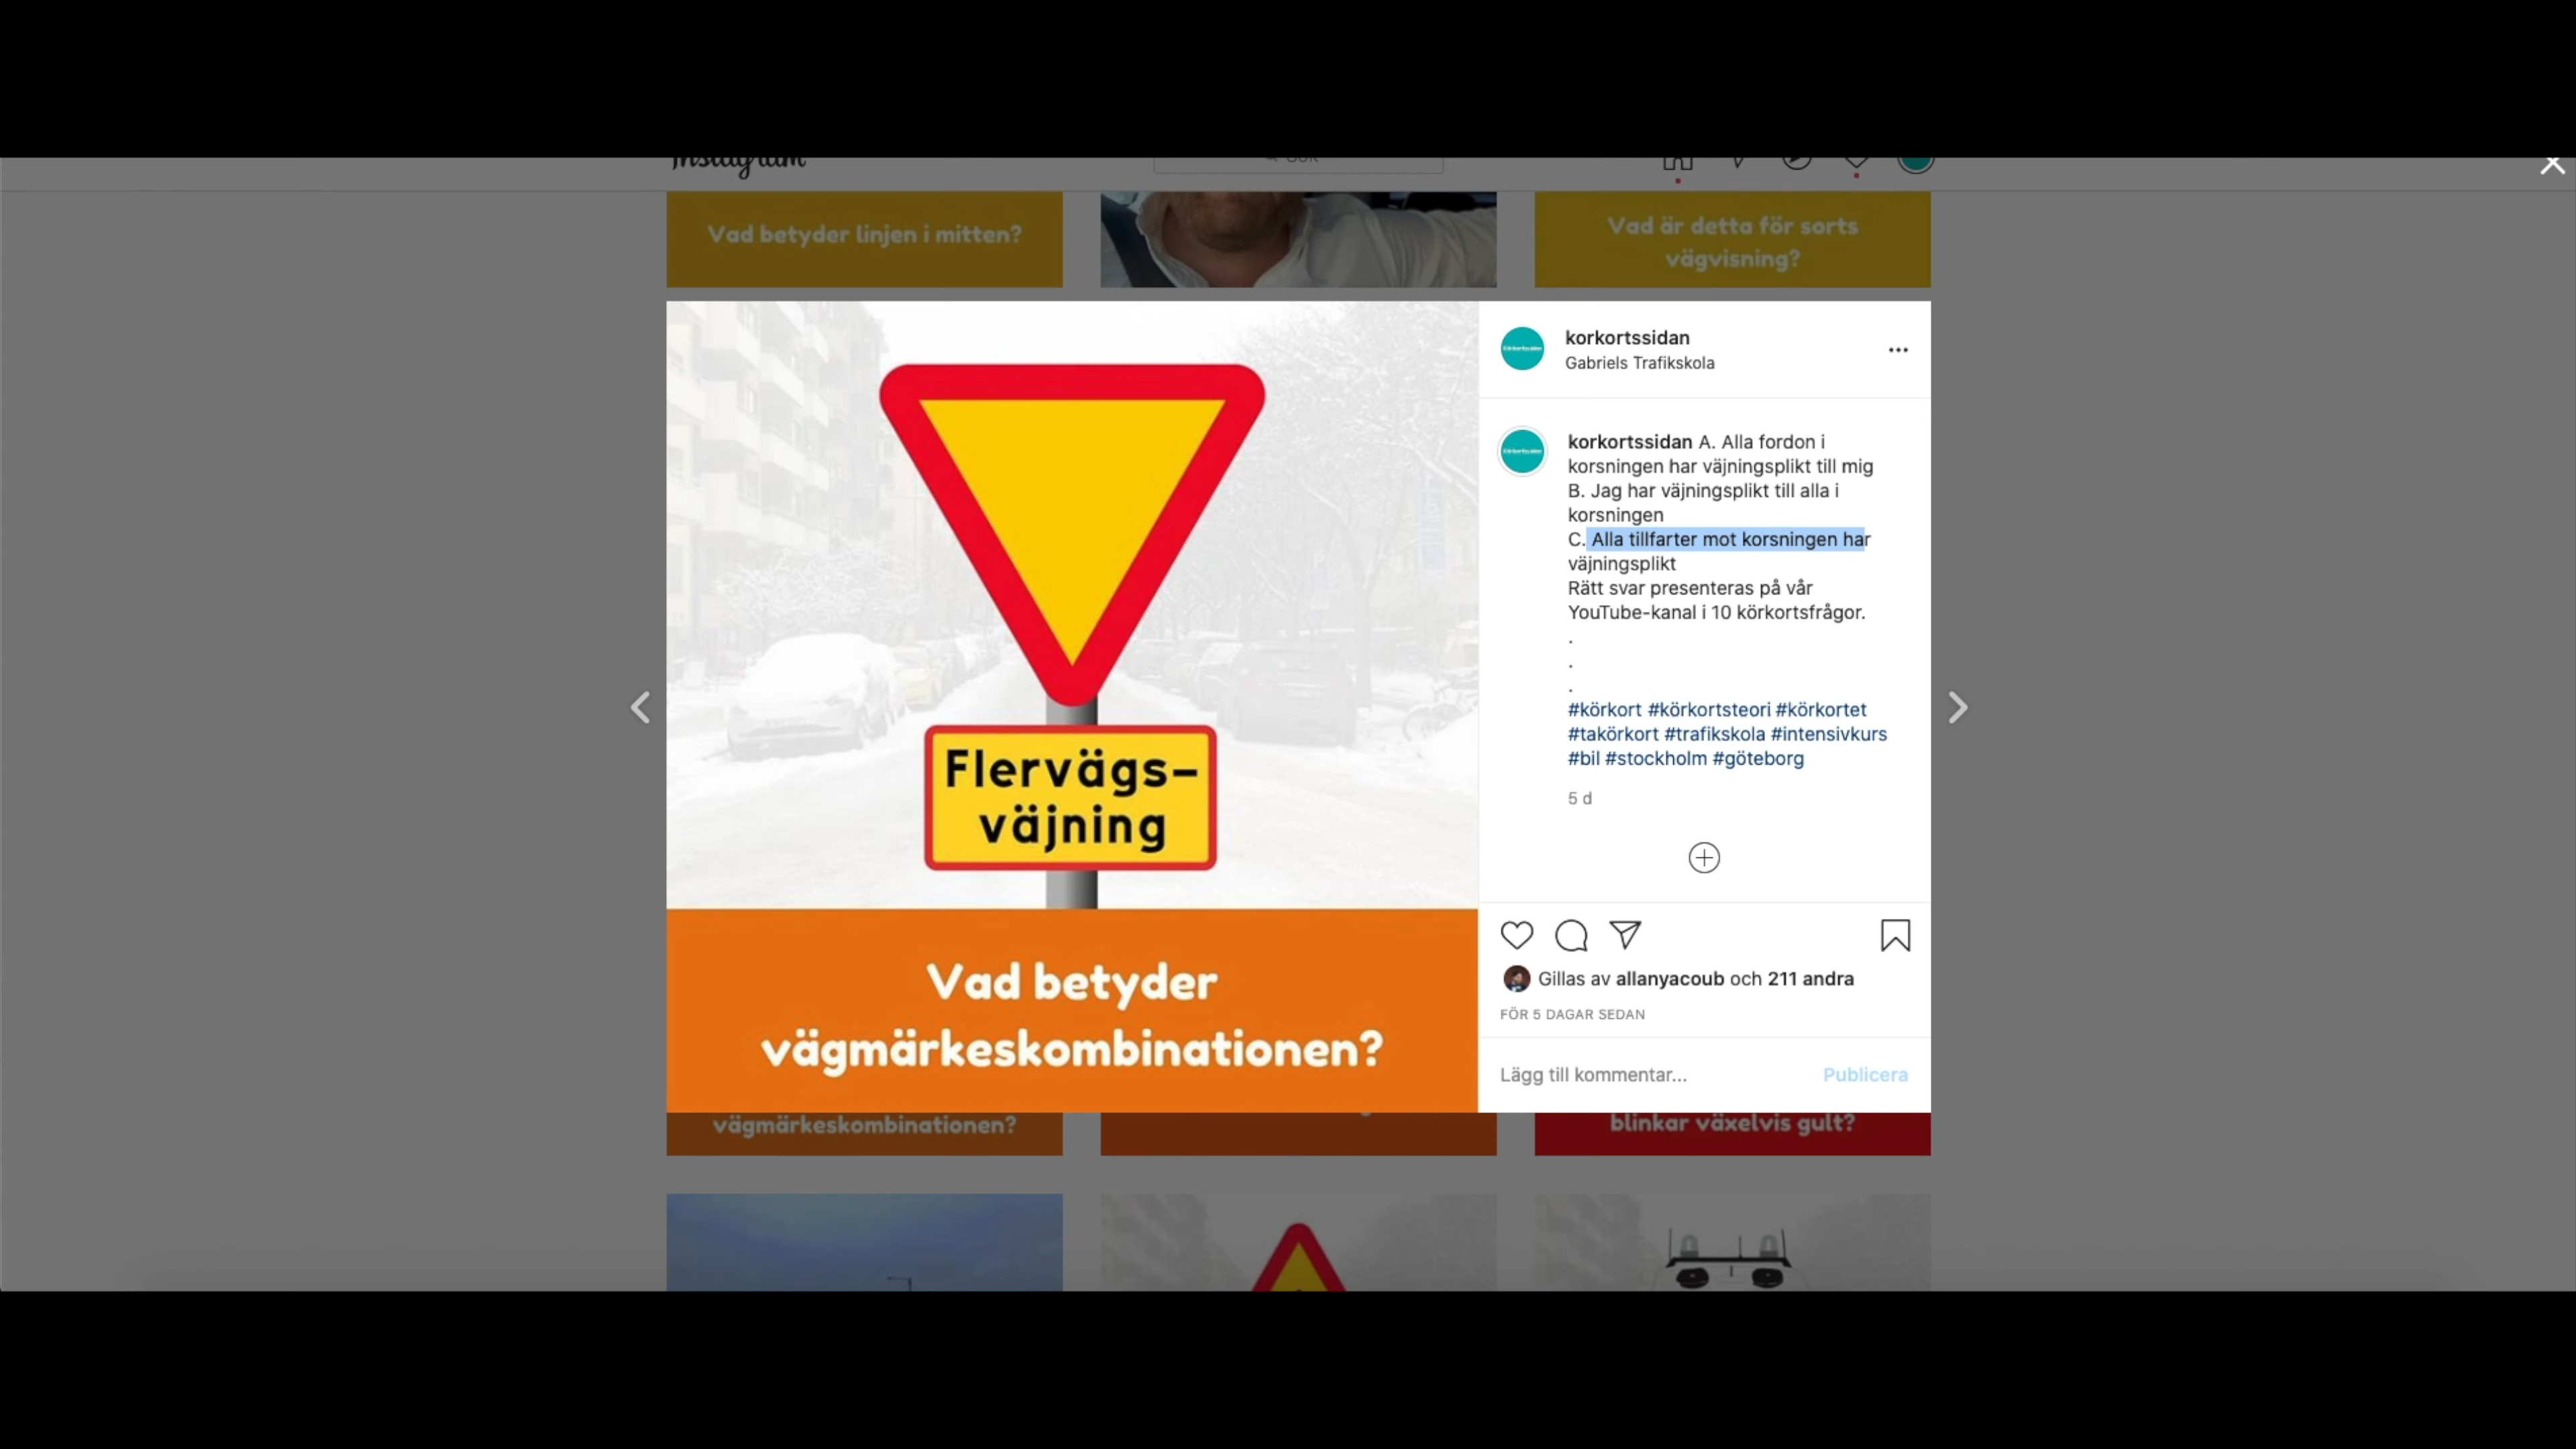 Instagram
Sök
Vad betyder linjen i mitten?
Vad är detta för sorts
vägvisning?
Flervägs-
väjning
Vad betyder
vägmärkeskombinationen?
korkortssidan
Gabriels Trafikskola
korkortssidan A. Alla fordon i
korsningen har väjningsplikt till mig
B. Jag har väjningsplikt till alla i
korsningen
C. Alla tillfarter mot korsningen har
väjningsplikt
Rätt svar presenteras på vår
YouTube-kanal i 10 körkortsfrågor.
.
.
.
#körkort #körkortsteori #körkortet
#takörkort #trafikskola #intensivkurs
#bil #stockholm #göteborg
5 d
Gillas av allanyacoub och 211 andra
FÖR 5 DAGAR SEDAN
Lägg till kommentar... Publicera
vägmärkeskombinationen?
blinkar växelvis gult?